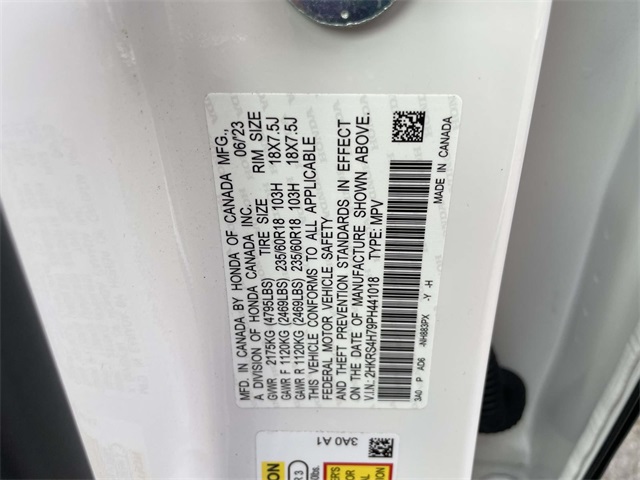 MFD. IN CANADA BY HONDA OF CANADA MFG.,
A DIVISION OF HONDA CANADA INC. 06/23
GVWR 2175KG (4795LBS) TIRE SIZE RIM SIZE
GAWR F 1120KG (2469LBS) 235/60R18 103H 18X7.5J
GAWR R 1120KG (2469LBS) 235/60R18 103H 18X7.5J
THIS VEHICLE CONFORMS TO ALL APPLICABLE
FEDERAL MOTOR VEHICLE SAFETY
AND THEFT PREVENTION STANDARDS IN EFFECT
ON THE DATE OF MANUFACTURE SHOWN ABOVE.
V.I.N.: 2HKRS4H79PH441018 TYPE: MPV
3A0 P AD6 -NH883PX -Y -H MADE IN CANADA
3A0 A1